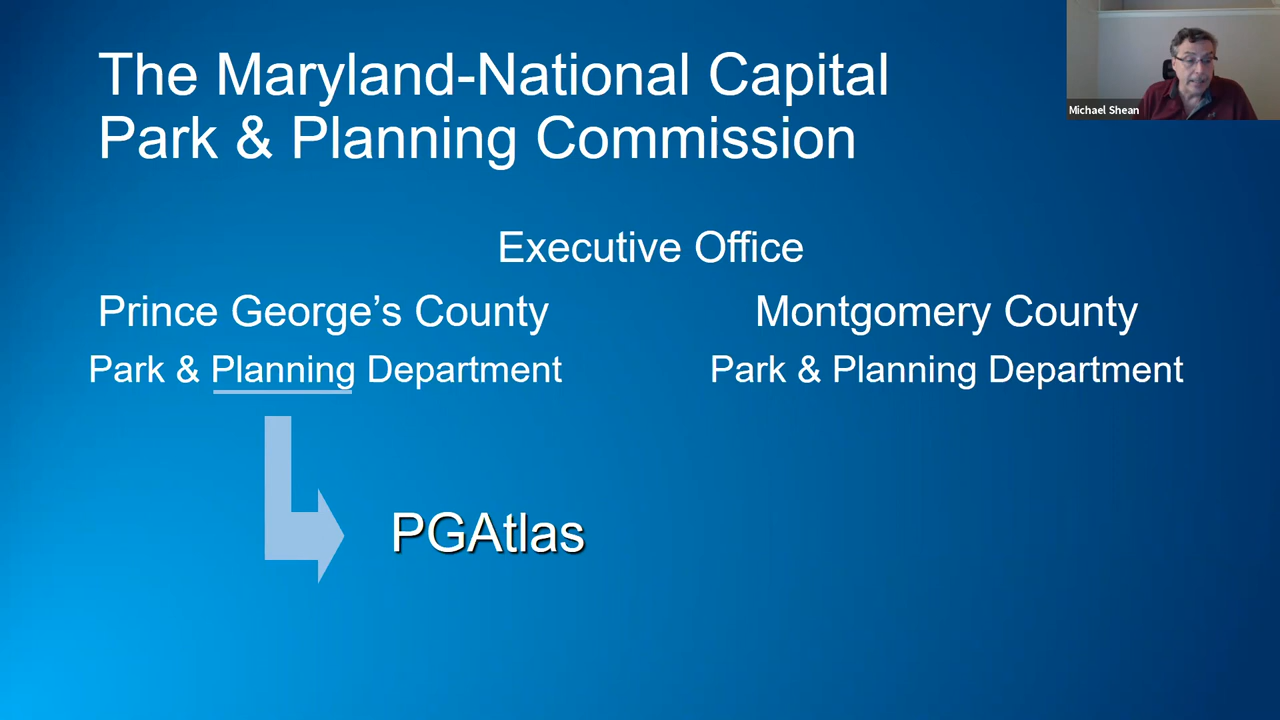 The Maryland-National Capital
Park & Planning Commission
Michael Shean
Executive Office
Prince George’s County
Montgomery County
Park & Planning Department
Park & Planning Department
PGAtlas